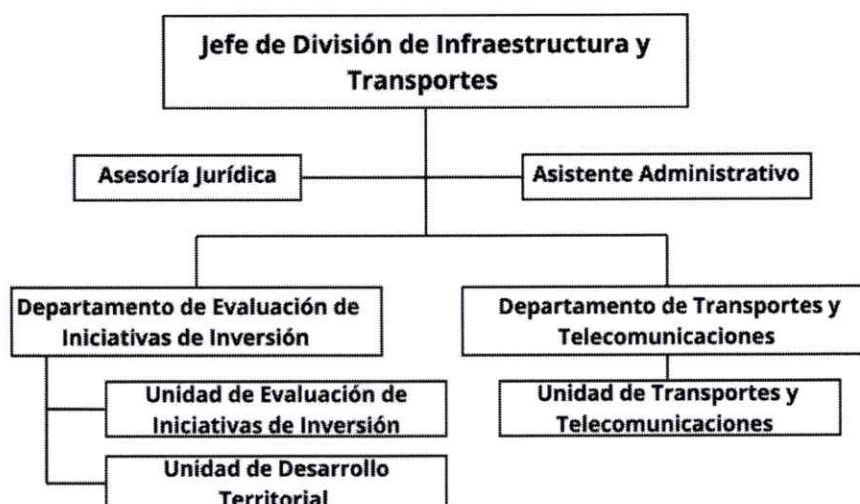 Jefe de División de Infraestructura y
Transportes
Asesoría Jurídica
Asistente Administrativo
Departamento de Evaluación de
Iniciativas de Inversión
Departamento de Transportes y
Telecomunicaciones
Unidad de Evaluación de
Iniciativas de Inversión
Unidad de Transportes y
Telecomunicaciones
Unidad de Desarrollo
Territorial